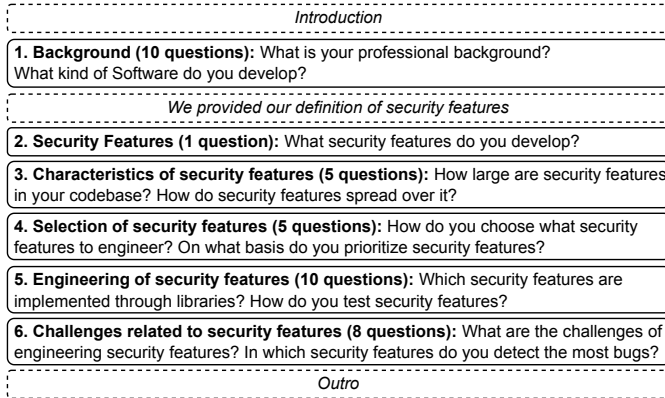 Introduction
1. Background (10 questions): What is your professional background?
What kind of Software do you develop?
We provided our definition of security features
2. Security Features (1 question): What security features do you develop?
3. Characteristics of security features (5 questions): How large are security features
in your codebase? How do security features spread over it?
4. Selection of security features (5 questions): How do you choose what security
features to engineer? On what basis do you prioritize security features?
5. Engineering of security features (10 questions): Which security features are
implemented through libraries? How do you test security features?
6. Challenges related to security features (8 questions): What are the challenges of
engineering security features? In which security features do you detect the most bugs?
Outro